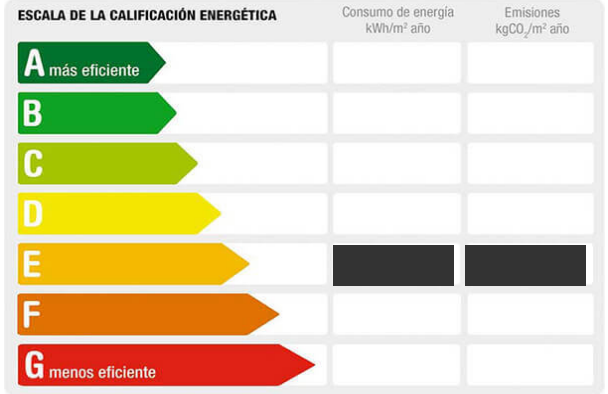 ESCALA DE LA CALIFICACIÓN ENERGÉTICA
Consumo de energía
kWh/m² año
Emisiones
kgCO₂/m² año
A más eficiente
B
C
D
E
F
G menos eficiente